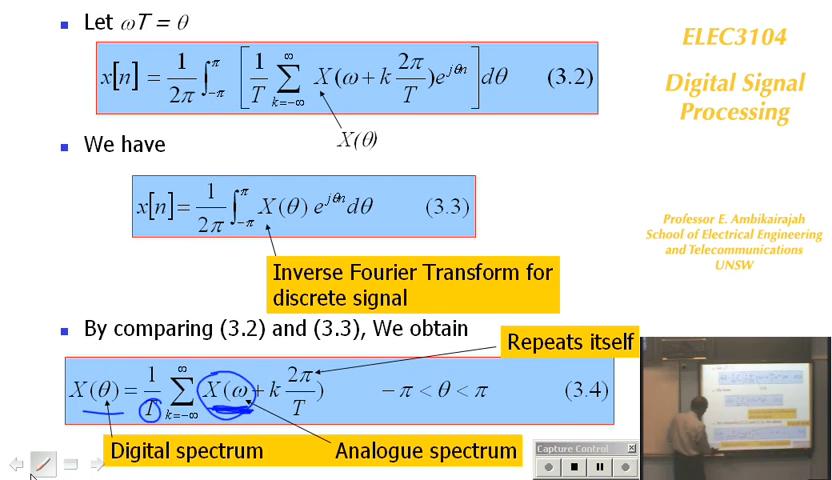 Let ωT = θ
x[n] = 1/2π ∫_{-π}^{π} [ 1/T ∑_{k=-∞}^{∞} X(ω + k 2π/T) e^{jθn} ] dθ (3.2)
X(θ)
We have
x[n] = 1/2π ∫_{-π}^{π} X(θ) e^{jθn} dθ (3.3)
Inverse Fourier Transform for
discrete signal
By comparing (3.2) and (3.3), We obtain
Repeats itself
X(θ) = 1/T ∑_{k=-∞}^{∞} X(ω + k 2π/T) -π < θ < π (3.4)
Digital spectrum
Analogue spectrum
ELEC3104
Digital Signal
Processing
Professor E. Ambikairajah
School of Electrical Engineering
and Telecommunications
UNSW
Capture Control